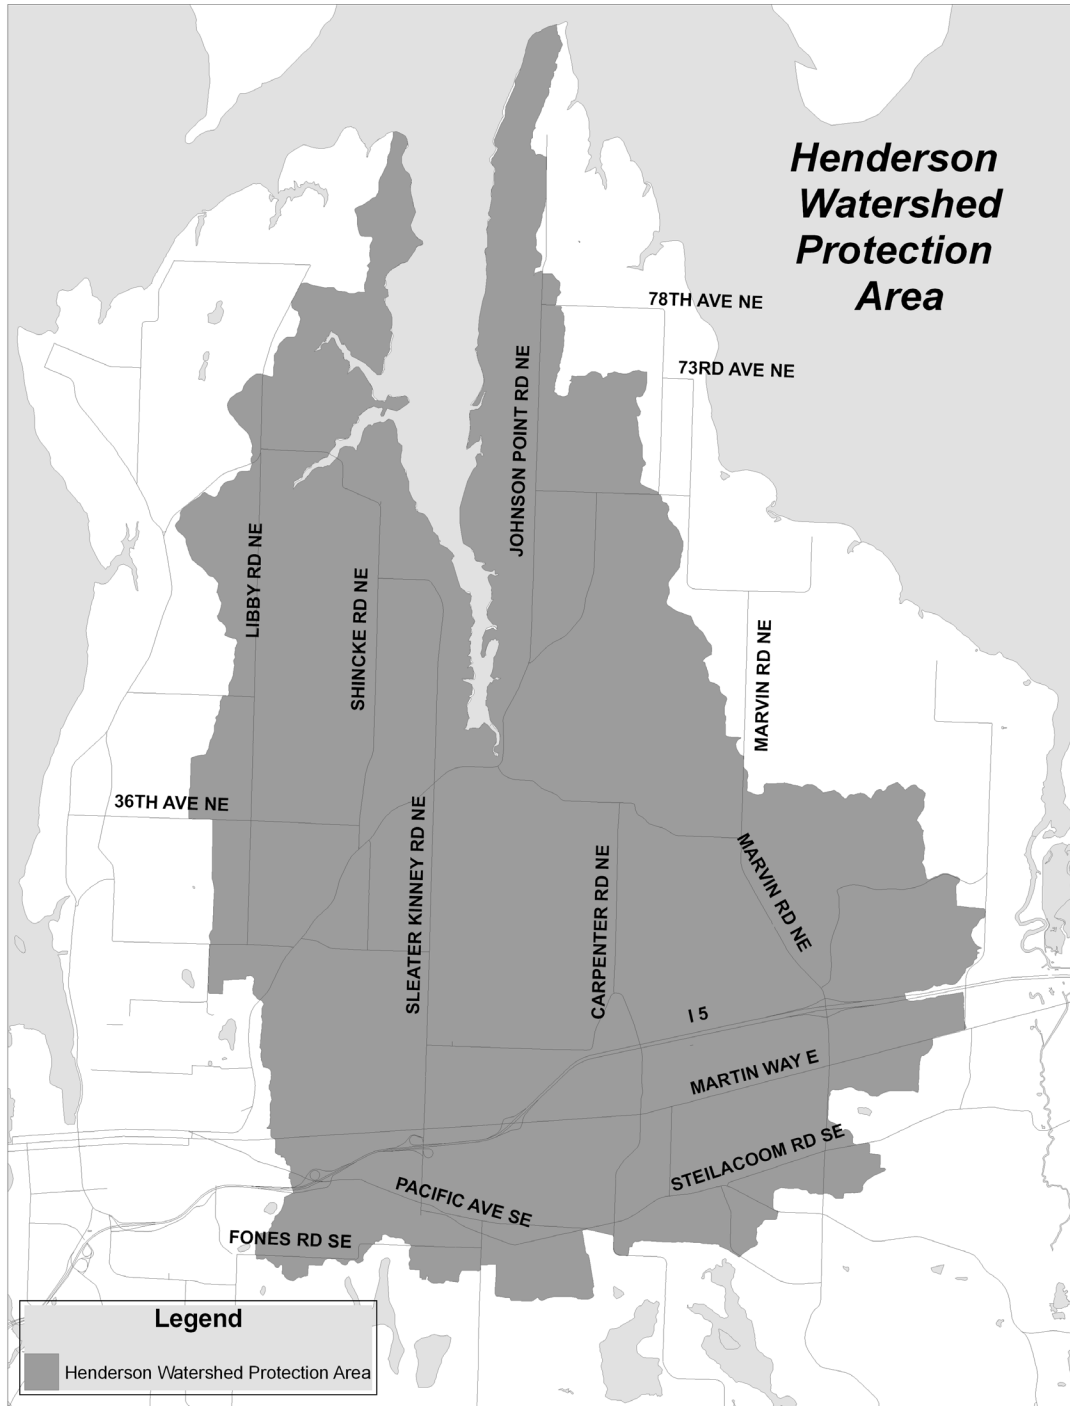 Henderson
Watershed
Protection
Area
78TH AVE NE
73RD AVE NE
JOHNSON POINT RD NE
LIBBY RD NE
SHINCKE RD NE
MARVIN RD NE
36TH AVE NE
SLEATER KINNEY RD NE
CARPENTER RD NE
MARVIN RD NE
I 5
MARTIN WAY E
STEILACOOM RD SE
PACIFIC AVE SE
FONES RD SE
Legend
Henderson Watershed Protection Area